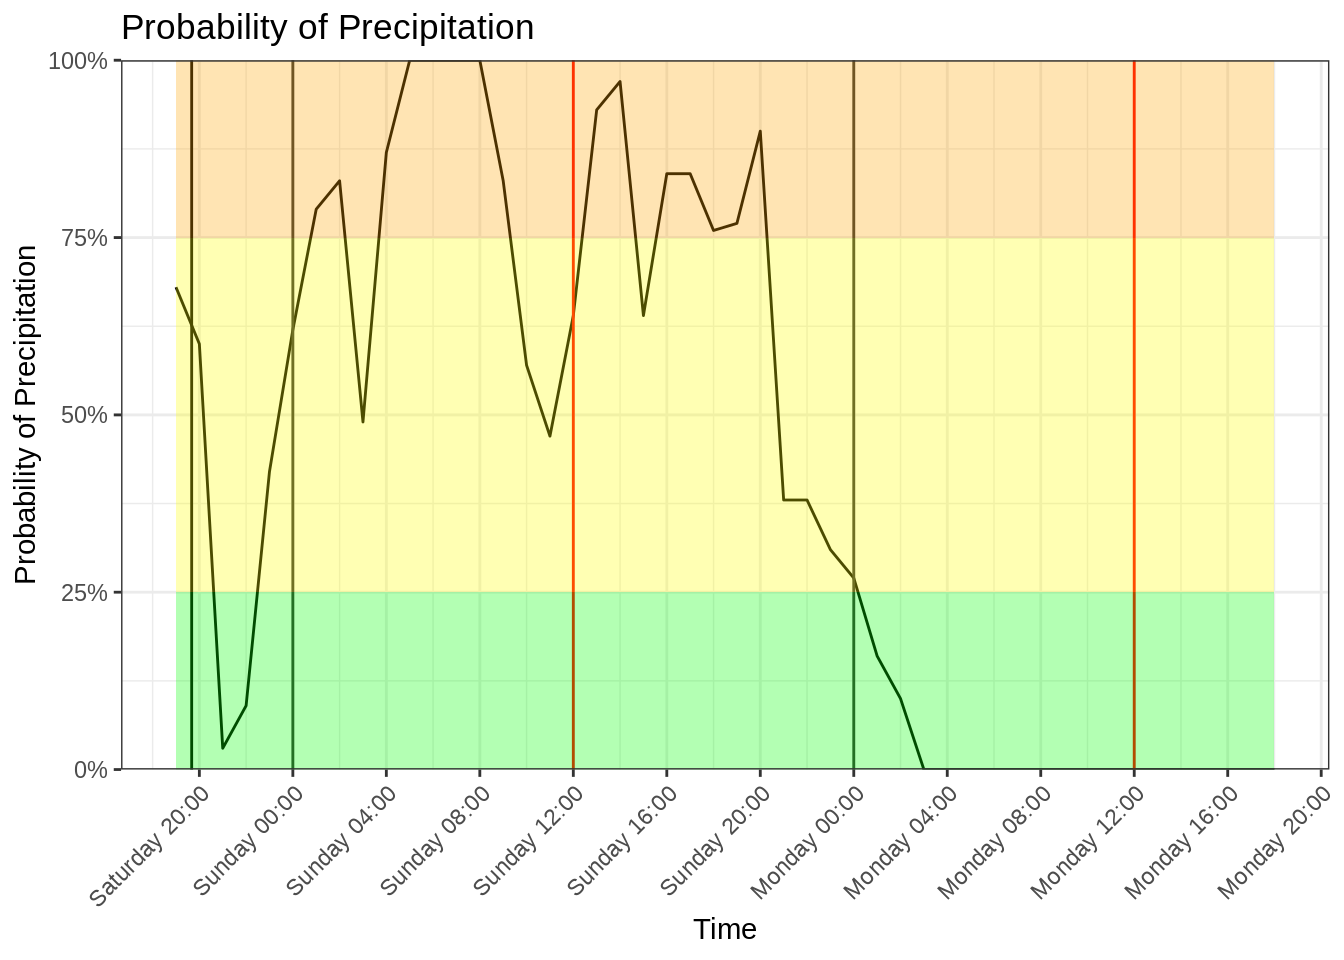 Probability of Precipitation
100%
75%
50%
25%
0%
Probability of Precipitation
Saturday 20:00
Sunday 00:00
Sunday 04:00
Sunday 08:00
Sunday 12:00
Sunday 16:00
Sunday 20:00
Monday 00:00
Monday 04:00
Monday 08:00
Monday 12:00
Monday 16:00
Monday 20:00
Time